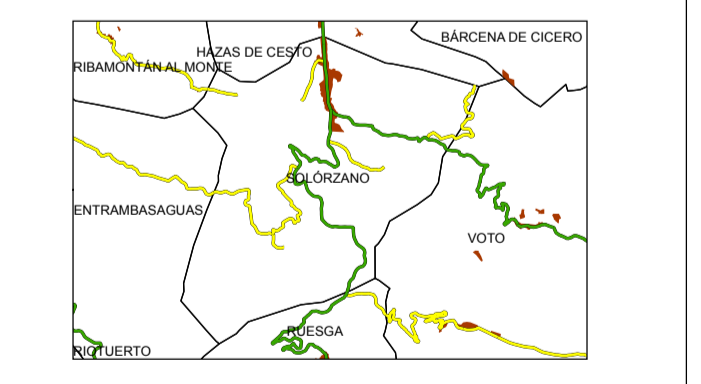 BÁRCENA DE CICERO
HAZAS DE CESTO
RIBAMONTÁN AL MONTE
SOLÓRZANO
ENTRAMBASAGUAS
VOTO
RUESGA
RIOTUERTO